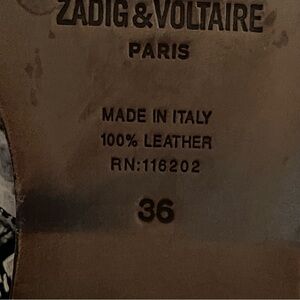 ZADIG & VOLTAIRE
PARIS
MADE IN ITALY
100% LEATHER
RN:116202
36